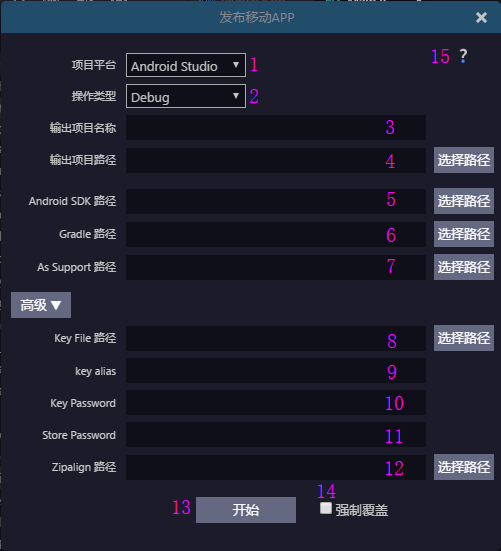 发布移动APP ×
项目平台 Android Studio ▼ 1 15 ?
操作类型 Debug ▼ 2
输出项目名称 3
输出项目路径 4 选择路径
Android SDK 路径 5 选择路径
Gradle 路径 6 选择路径
As Support 路径 7 选择路径
高级 ▼
Key File 路径 8 选择路径
key alias 9
Key Password 10
Store Password 11
Zipalign 路径 12 选择路径
14
13 开始 强制覆盖